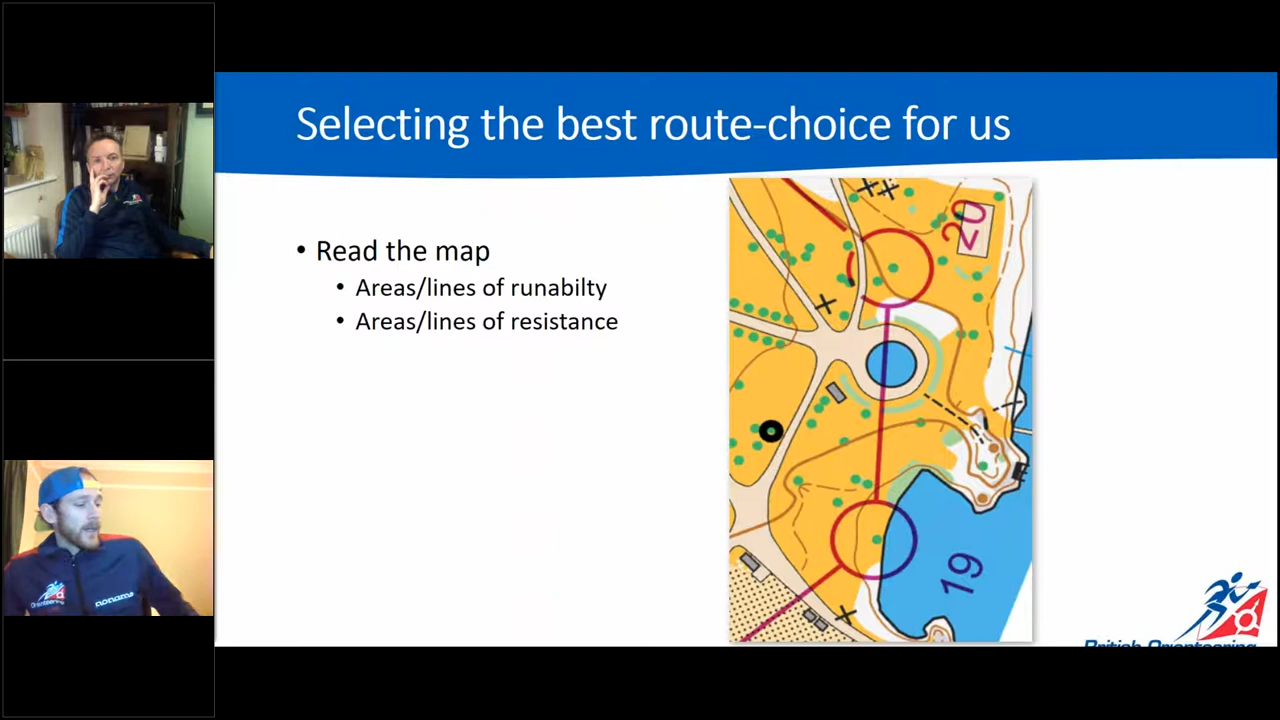 Selecting the best route-choice for us
• Read the map
• Areas/lines of runabilty
• Areas/lines of resistance
20
19
British Orienteering
noname